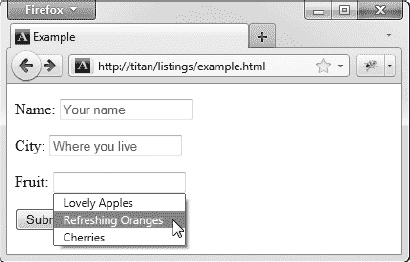 Firefox
A Example
A http://titan/listings/example.html
Name: Your name
City: Where you live
Fruit:
Lovely Apples
Subm Refreshing Oranges
Cherries